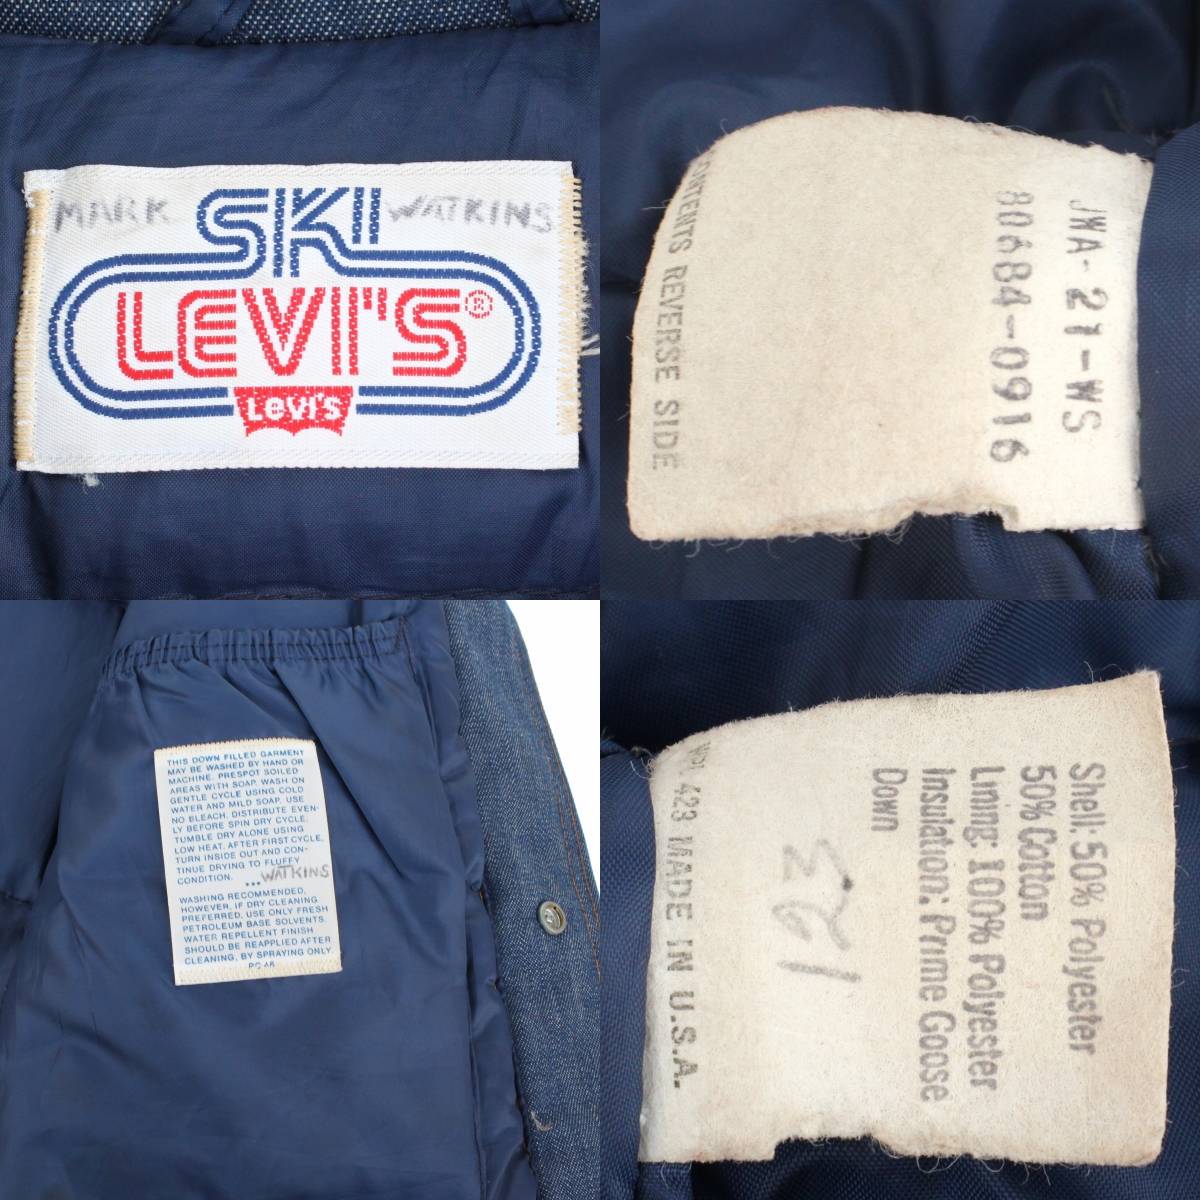 MARK WATKINS
SKI
LEVI'S®
Levi's
JWA-21-WS
80684-0916
CONTENTS REVERSE SIDE
THIS DOWN FILLED GARMENT
MAY BE WASHED BY HAND OR
MACHINE. PRESPOT SOILED
AREAS WITH SOAP. WASH ON
GENTLE CYCLE USING COLD
WATER AND MILD SOAP. USE
NO BLEACH. DISTRIBUTE EVEN-
LY BEFORE SPIN DRY CYCLE.
TUMBLE DRY ALONE USING
LOW HEAT. AFTER FIRST CYCLE,
TURN INSIDE OUT AND CON-
TINUE DRYING TO FLUFFY
CONDITION.
••• WATKINS
WASHING RECOMMENDED,
HOWEVER, IF DRY CLEANING
PREFERRED, USE ONLY FRESH
PETROLEUM BASE SOLVENTS.
WATER REPELLENT FINISH
SHOULD BE REAPPLIED AFTER
CLEANING, BY SPRAYING ONLY.
Shell: 50% Polyester
50% Cotton
Lining: 100% Polyester
Insulation: Prime Goose
Down
123
WPL 423 MADE IN U.S.A.